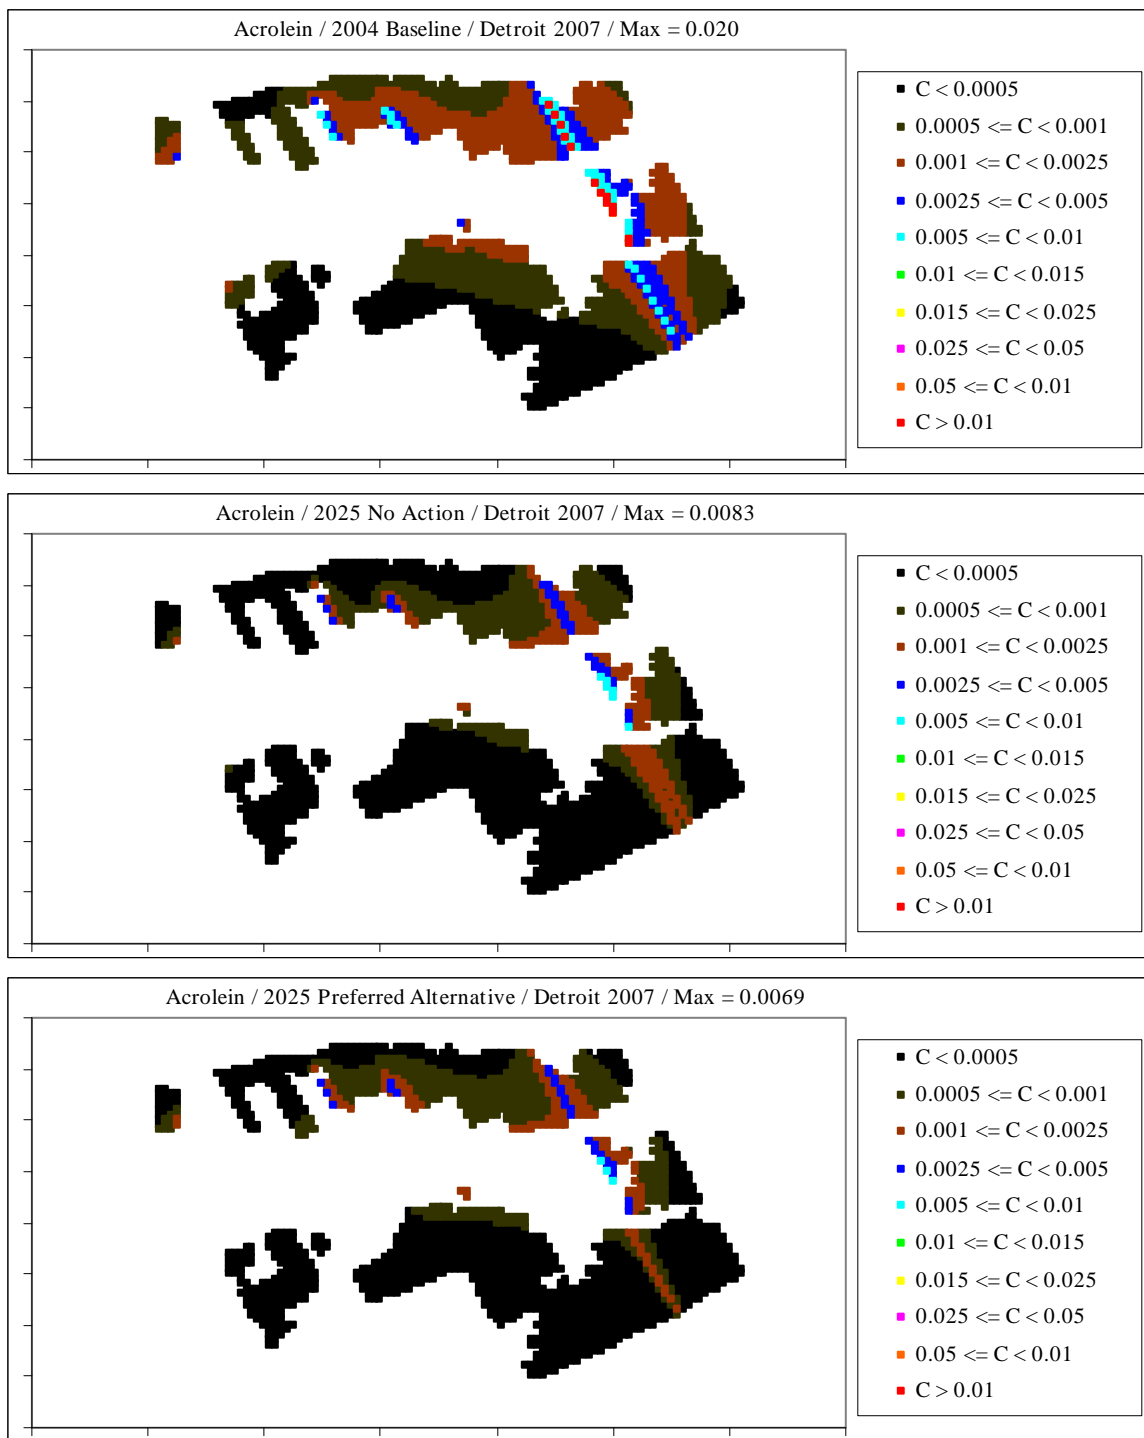 Acrolein / 2004 Baseline / Detroit 2007 / Max = 0.020
C < 0.0005
0.0005 <= C < 0.001
0.001 <= C < 0.0025
0.0025 <= C < 0.005
0.005 <= C < 0.01
0.01 <= C < 0.015
0.015 <= C < 0.025
0.025 <= C < 0.05
0.05 <= C < 0.01
C > 0.01
Acrolein / 2025 No Action / Detroit 2007 / Max = 0.0083
C < 0.0005
0.0005 <= C < 0.001
0.001 <= C < 0.0025
0.0025 <= C < 0.005
0.005 <= C < 0.01
0.01 <= C < 0.015
0.015 <= C < 0.025
0.025 <= C < 0.05
0.05 <= C < 0.01
C > 0.01
Acrolein / 2025 Preferred Alternative / Detroit 2007 / Max = 0.0069
C < 0.0005
0.0005 <= C < 0.001
0.001 <= C < 0.0025
0.0025 <= C < 0.005
0.005 <= C < 0.01
0.01 <= C < 0.015
0.015 <= C < 0.025
0.025 <= C < 0.05
0.05 <= C < 0.01
C > 0.01